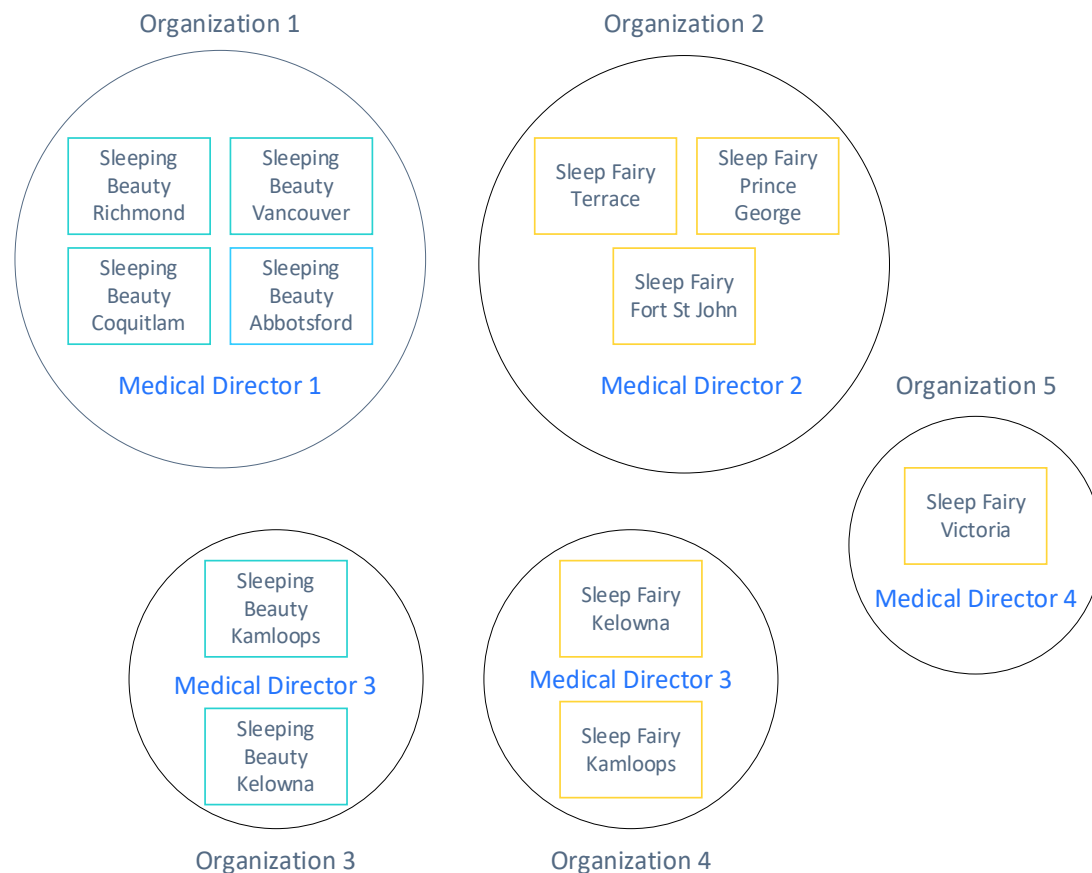 Organization 1
Sleeping
Beauty
Richmond
Sleeping
Beauty
Vancouver
Sleeping
Beauty
Coquitlam
Sleeping
Beauty
Abbotsford
Medical Director 1
Organization 2
Sleep Fairy
Terrace
Sleep Fairy
Prince
George
Sleep Fairy
Fort St John
Medical Director 2
Organization 5
Sleep Fairy
Victoria
Medical Director 4
Sleeping
Beauty
Kamloops
Medical Director 3
Sleeping
Beauty
Kelowna
Organization 3
Sleep Fairy
Kelowna
Medical Director 3
Sleep Fairy
Kamloops
Organization 4